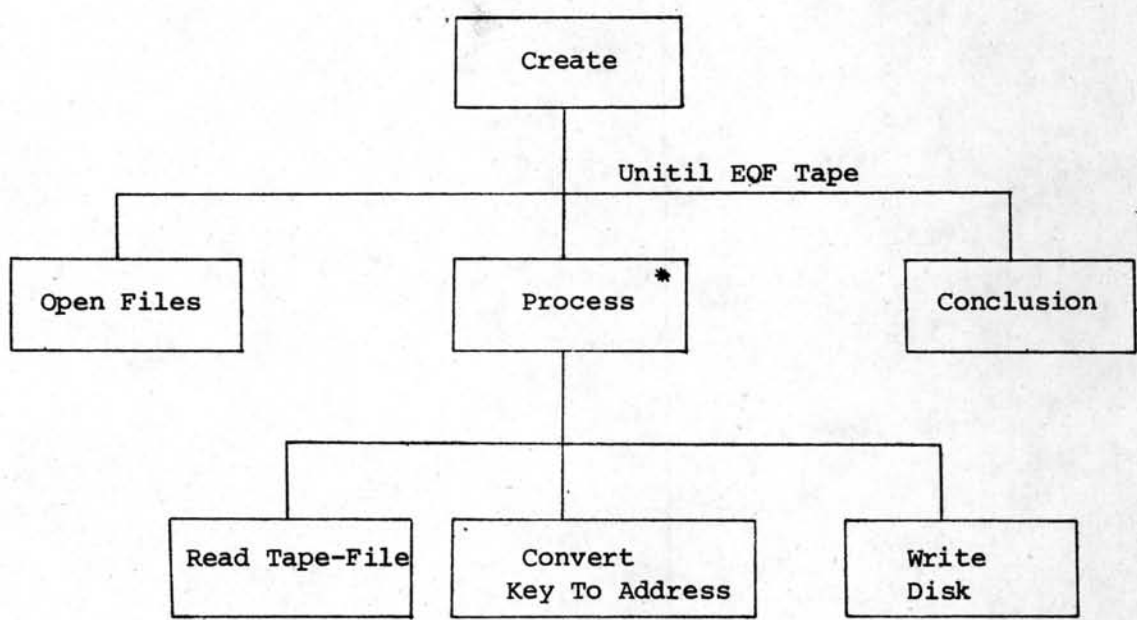 Create
Unitil EOF Tape
Open Files
Process *
Conclusion
Read Tape-File
Convert
Key To Address
Write
Disk